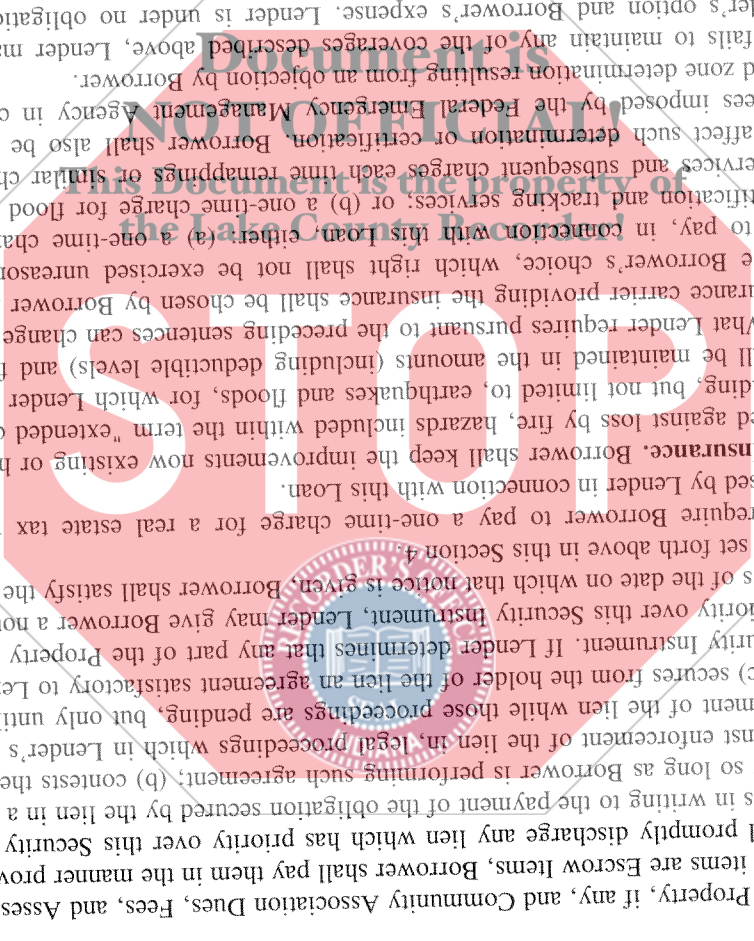 Property, if any, and Community Association Dues, Fees, and Assess
items are Escrow Items, Borrower shall pay them in the manner prov
l promptly discharge any lien which has priority over this Security
s in writing to the payment of the obligation secured by the lien in a
so long as Borrower is performing such agreement; (b) contests the
inst enforcement of the lien in, legal proceedings which in Lender's
ment of the lien while those proceedings are pending, but only until
c) secures from the holder of the lien an agreement satisfactory to Le
urity Instrument. If Lender determines that any part of the Property
iority over this Security Instrument, Lender may give Borrower a no
s of the date on which that notice is given, Borrower shall satisfy the
set forth above in this Section 4.
require Borrower to pay a one-time charge for a real estate tax
sed by Lender in connection with this Loan.
nsurance. Borrower shall keep the improvements now existing or h
ed against loss by fire, hazards included within the term "extended c
ding, but not limited to, earthquakes and floods, for which Lender
ll be maintained in the amounts (including deductible levels) and f
What Lender requires pursuant to the preceding sentences can change
urance carrier providing the insurance shall be chosen by Borrower
e Borrower's choice, which right shall not be exercised unreason
to pay, in connection with this Loan, either: (a) a one-time cha
tification and tracking services; or (b) a one-time charge for flood
ervices and subsequent charges each time remappings or similar ch
affect such determination or certification. Borrower shall also be
ees imposed by the Federal Emergency Management Agency in c
d zone determination resulting from an objection by Borrower.
fails to maintain any of the coverages described above, Lender ma
der's option and Borrower's expense. Lender is under no obligatio
Document is
NOT OFFICIAL!
This Document is the property of
the Lake County Recorder!
STOP
RECORDER'S OFFICE
SEAL
INDIANA